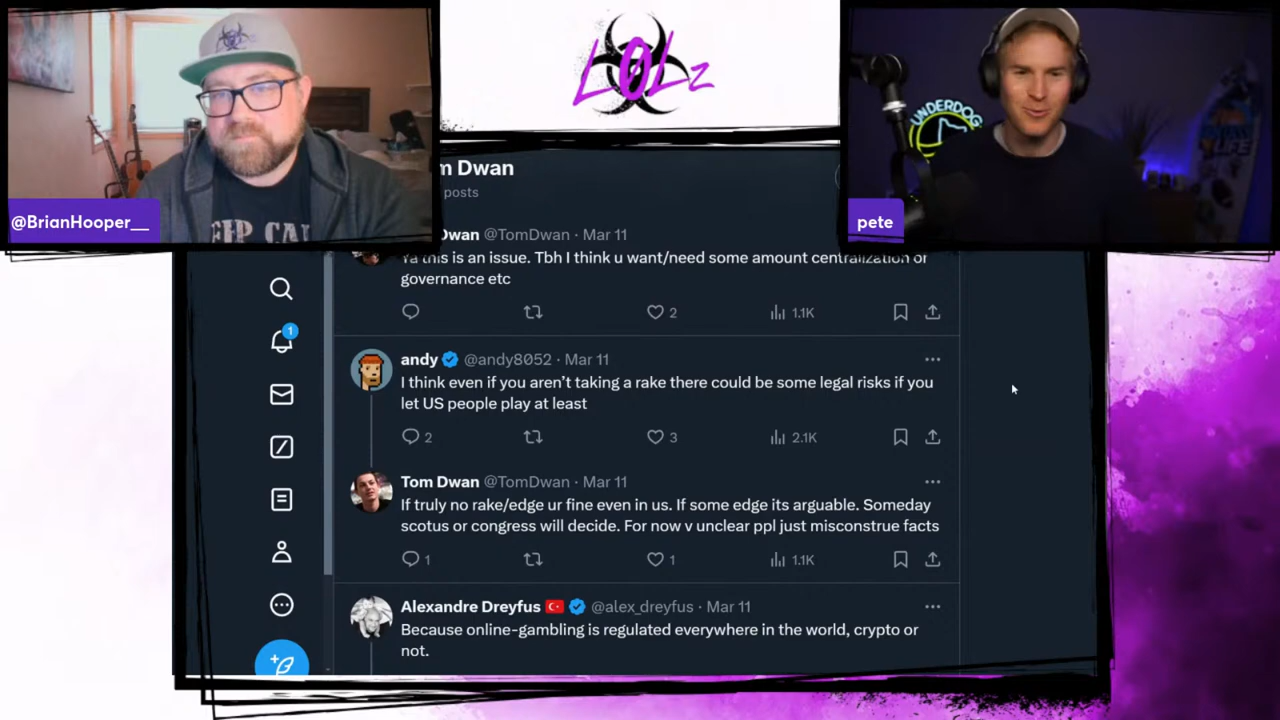 LOLz
UNDERDOG
LIFE
@BrianHooper__
pete
m Dwan
posts
Dwan @TomDwan · Mar 11
Ya this is an issue. Tbh I think u want/need some amount centralization or
governance etc
2
1.1K
1
andy @andy8052 · Mar 11
I think even if you aren't taking a rake there could be some legal risks if you
let US people play at least
2
3
2.1K
Tom Dwan @TomDwan · Mar 11
If truly no rake/edge ur fine even in us. If some edge its arguable. Someday
scotus or congress will decide. For now v unclear ppl just misconstrue facts
1
1
1.1K
Alexandre Dreyfus @alex_dreyfus · Mar 11
Because online-gambling is regulated everywhere in the world, crypto or
not.